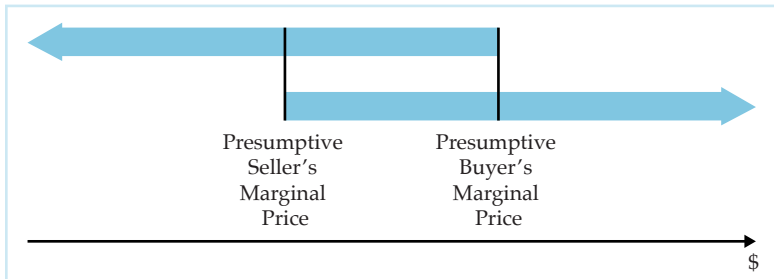 Presumptive
Seller’s
Marginal
Price
Presumptive
Buyer’s
Marginal
Price
$